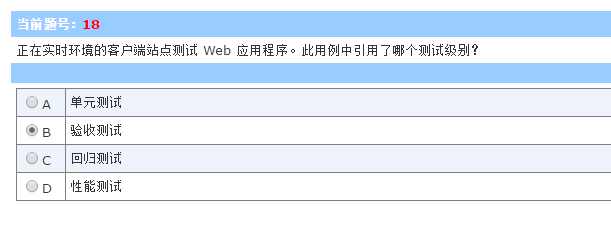 当前题号：18
正在实时环境的客户端站点测试 Web 应用程序。此用例中引用了哪个测试级别？
A 单元测试
B 验收测试
C 回归测试
D 性能测试